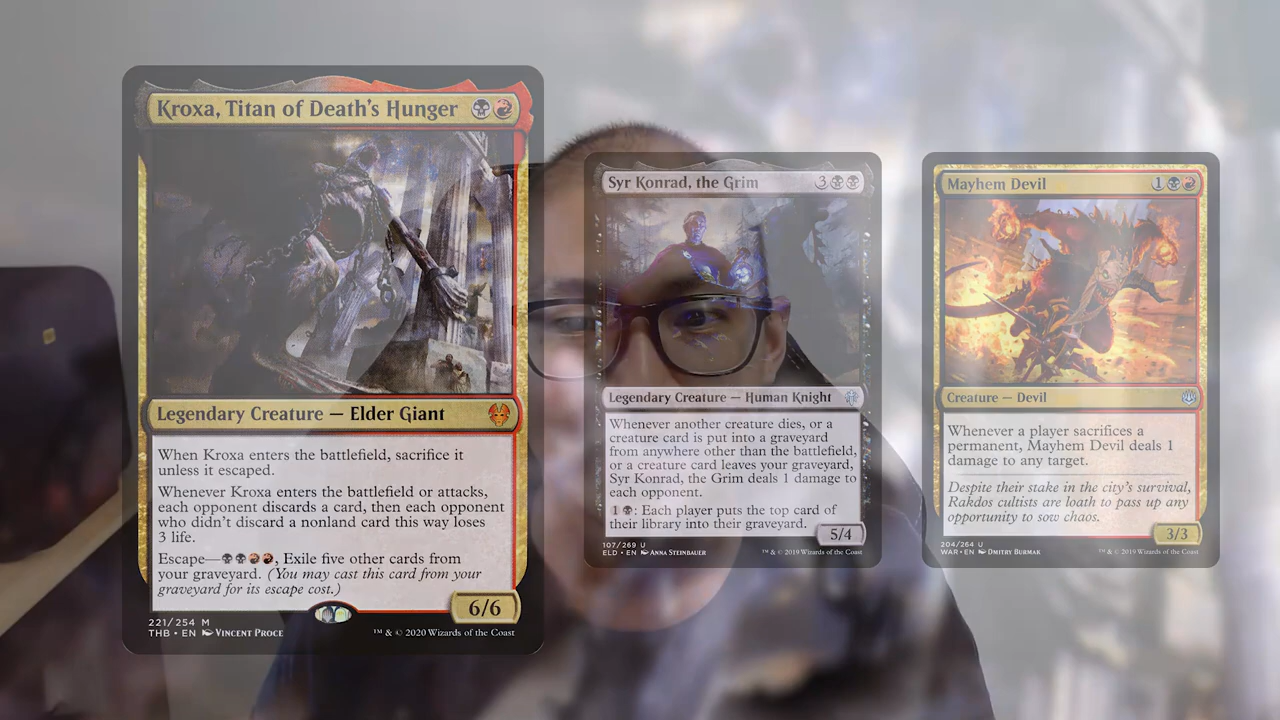 Kroxa, Titan of Death's Hunger
Legendary Creature — Elder Giant
When Kroxa enters the battlefield, sacrifice it
unless it escaped.
Whenever Kroxa enters the battlefield or attacks,
each opponent discards a card, then each opponent
who didn't discard a nonland card this way loses
3 life.
Escape—, Exile five other cards from
your graveyard. (You may cast this card from your
graveyard for its escape cost.)
6/6
221/254 M
THB • EN VINCENT PROCE
™ & © 2020 Wizards of the Coast
Syr Konrad, the Grim
3
Legendary Creature — Human Knight
Whenever another creature dies, or a
creature card is put into a graveyard
from anywhere other than the battlefield,
or a creature card leaves your graveyard,
Syr Konrad, the Grim deals 1 damage to
each opponent.
1 : Each player puts the top card of
their library into their graveyard.
5/4
107/269 U
ELD • EN ANNA STEINBAUER
™ & © 2019 Wizards of the Coast
Mayhem Devil
1
Creature — Devil
Whenever a player sacrifices a
permanent, Mayhem Devil deals 1
damage to any target.
Despite their stake in the city's survival,
Rakdos cultists are loath to pass up any
opportunity to sow chaos.
3/3
204/264 U
WAR • EN DMITRY BURMAK
™ & © 2019 Wizards of the Coast